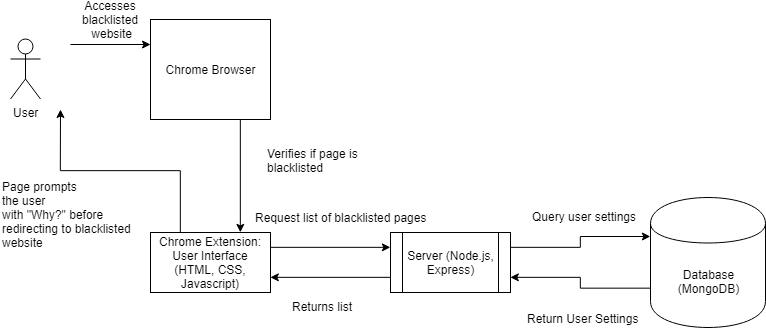 Accesses
blacklisted
website
Chrome Browser
User
Verifies if page is
blacklisted
Page prompts
the user
with "Why?" before
redirecting to blacklisted
website
Request list of blacklisted pages
Query user settings
Chrome Extension:
User Interface
(HTML, CSS,
Javascript)
Server (Node.js,
Express)
Database
(MongoDB)
Returns list
Return User Settings